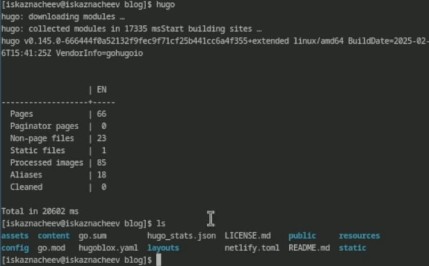 [iskaznacheev@iskaznacheev blog]$ hugo
hugo: downloading modules …
hugo: collected modules in 17335 msStart building sites …
hugo v0.145.0-666444f0a52132f9fec9f71cf25b441cc6a4f355+extended linux/amd64 BuildDate=2025-02-
6T15:41:25Z VendorInfo=gohugoio
| EN
-------------------+-----
Pages | 66
Paginator pages | 0
Non-page files | 23
Static files | 1
Processed images | 85
Aliases | 18
Cleaned | 0
Total in 20602 ms
[iskaznacheev@iskaznacheev blog]$ ls
assets content go.sum hugo_stats.json LICENSE.md public resources
config go.mod hugoblox.yaml layouts netlify.toml README.md static
[iskaznacheev@iskaznacheev blog]$